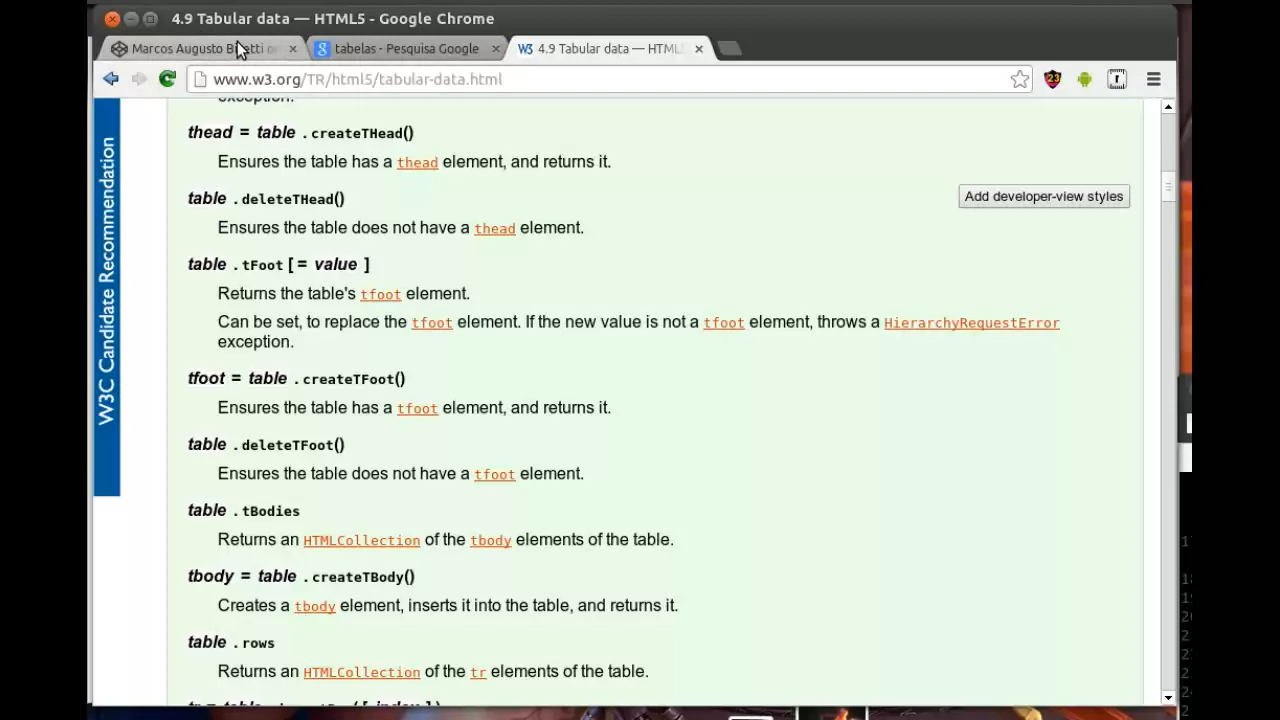 4.9 Tabular data — HTML5 - Google Chrome
Marcos Augusto
tabelas - Pesquisa Google
W3 4.9 Tabular data — HTML
www.w3.org/TR/html5/tabular-data.html
23
W3C Candidate Recommendation
exception.
thead = table . createTHead()
Ensures the table has a thead element, and returns it.
table . deleteTHead()
Add developer-view styles
Ensures the table does not have a thead element.
table . tFoot [ = value ]
Returns the table's tfoot element.
Can be set, to replace the tfoot element. If the new value is not a tfoot element, throws a HierarchyRequestError
exception.
tfoot = table . createTFoot()
Ensures the table has a tfoot element, and returns it.
table . deleteTFoot()
Ensures the table does not have a tfoot element.
table . tBodies
Returns an HTMLCollection of the tbody elements of the table.
tbody = table . createTBody()
Creates a tbody element, inserts it into the table, and returns it.
table . rows
Returns an HTMLCollection of the tr elements of the table.